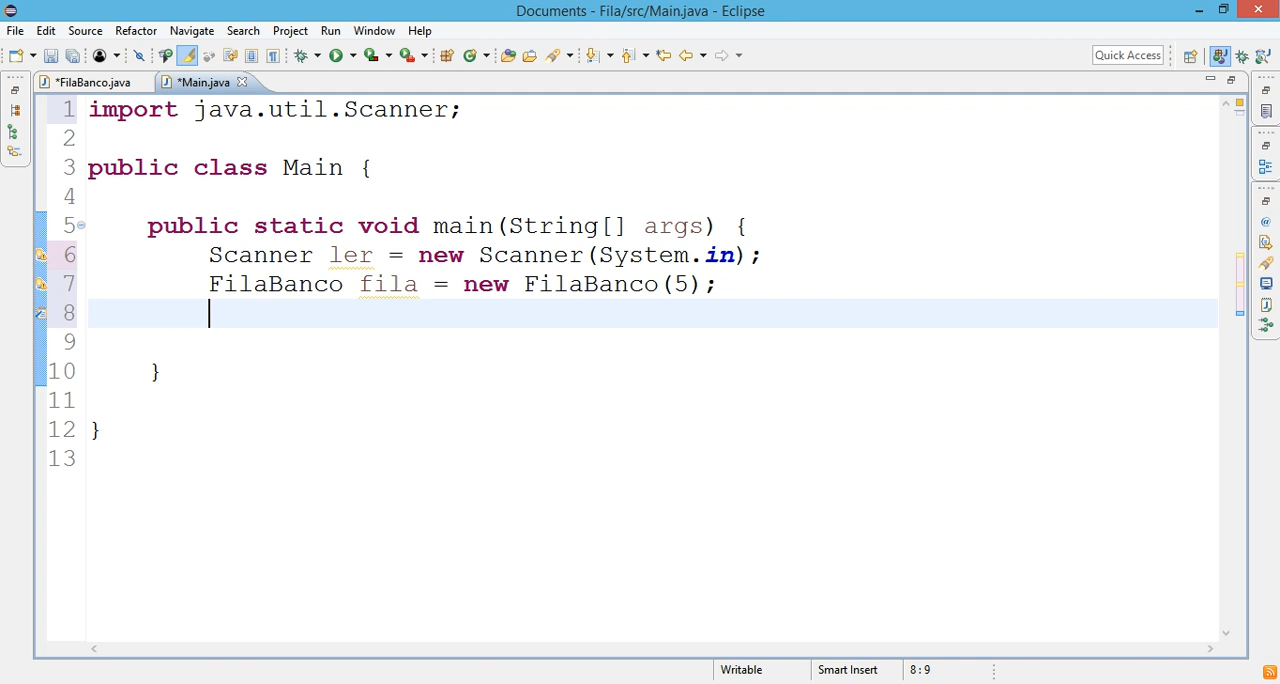 Documents - Fila/src/Main.java - Eclipse
File Edit Source Refactor Navigate Search Project Run Window Help
Quick Access
*FilaBanco.java *Main.java
1 import java.util.Scanner;
2
3 public class Main {
4
5 public static void main(String[] args) {
6 Scanner ler = new Scanner(System.in);
7 FilaBanco fila = new FilaBanco(5);
8
9
10 }
11
12 }
13
Writable Smart Insert 8:9